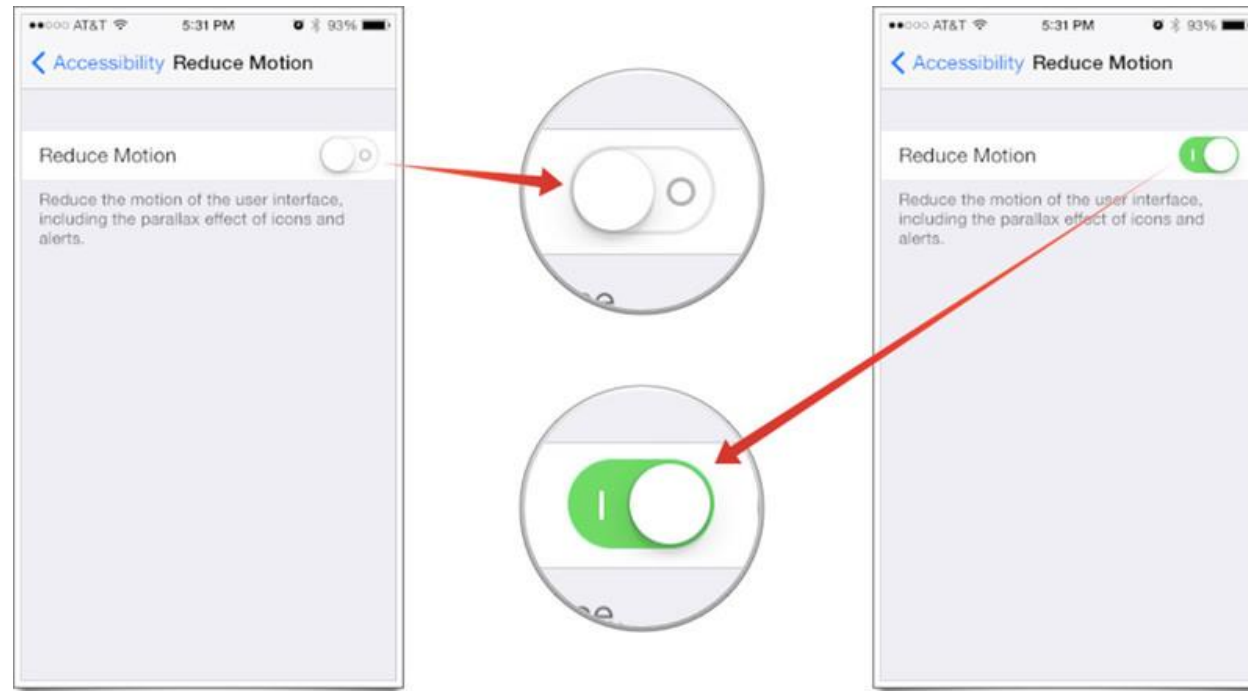 AT&T 5:31 PM 93%
Accessibility Reduce Motion
Reduce Motion
Reduce the motion of the user interface,
including the parallax effect of icons and
alerts.
AT&T 5:31 PM 93%
Accessibility Reduce Motion
Reduce Motion
Reduce the motion of the user interface,
including the parallax effect of icons and
alerts.